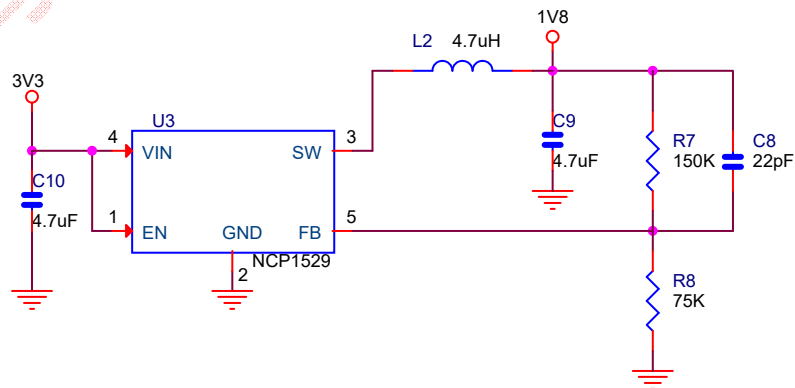 1V8
L2 4.7uH
3V3
U3
4 VIN
SW 3
C9
4.7uF
R7
150K
C8
22pF
C10
4.7uF
1 EN
GND
FB 5
NCP1529
2
R8
75K